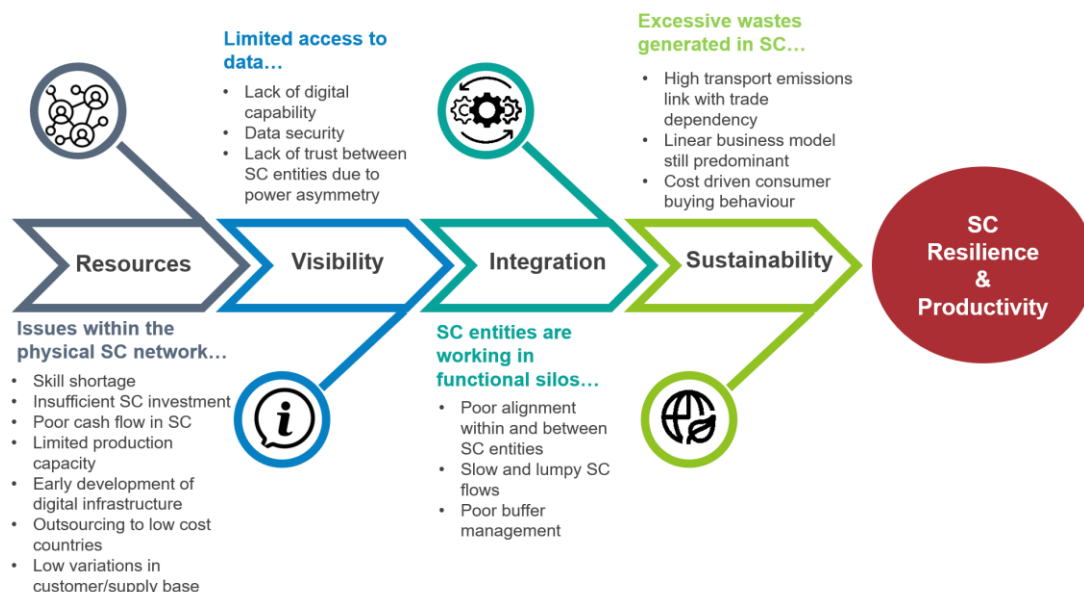 Limited access to
data…
• Lack of digital
capability
• Data security
• Lack of trust between
SC entities due to
power asymmetry
Excessive wastes
generated in SC…
• High transport emissions
link with trade
dependency
• Linear business model
still predominant
• Cost driven consumer
buying behaviour
Resources
Visibility
Integration
Sustainability
SC
Resilience
&
Productivity
Issues within the
physical SC network…
• Skill shortage
• Insufficient SC investment
• Poor cash flow in SC
• Limited production
capacity
• Early development of
digital infrastructure
• Outsourcing to low cost
countries
• Low variations in
customer/supply base
i
SC entities are
working in
functional silos…
• Poor alignment
within and between
SC entities
• Slow and lumpy SC
flows
• Poor buffer
management